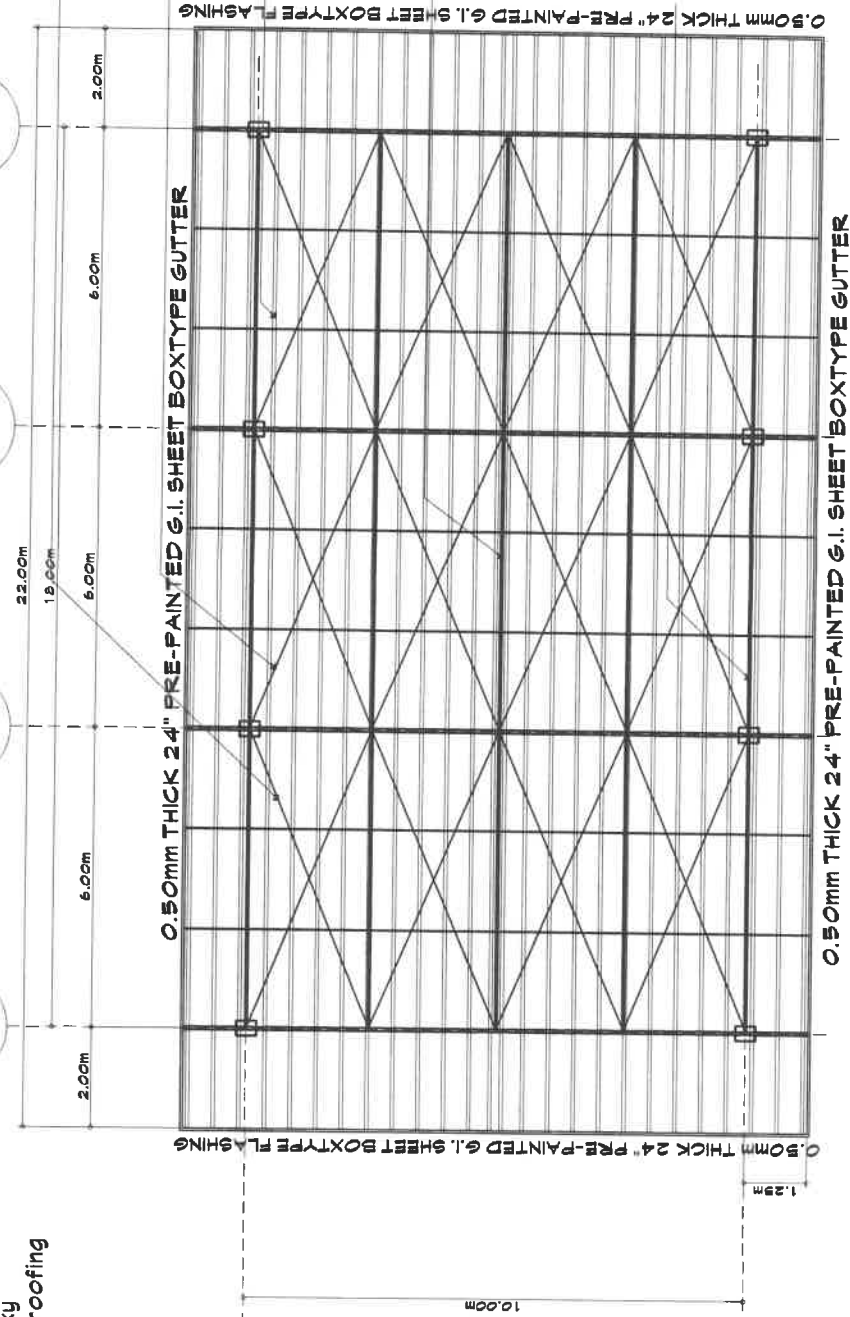 22.00m
18.00m
2.00m
6.00m
6.00m
6.00m
2.00m
0.50mm THICK 24" PRE-PAINTED G.I. SHEET BOXTYPE GUTTER
0.50mm THICK 24" PRE-PAINTED G.I. SHEET BOXTYPE FLASHING
0.50mm THICK 24" PRE-PAINTED G.I. SHEET BOXTYPE FLASHING
0.50mm THICK 24" PRE-PAINTED G.I. SHEET BOXTYPE GUTTER
1.25m
10.00m
roofing